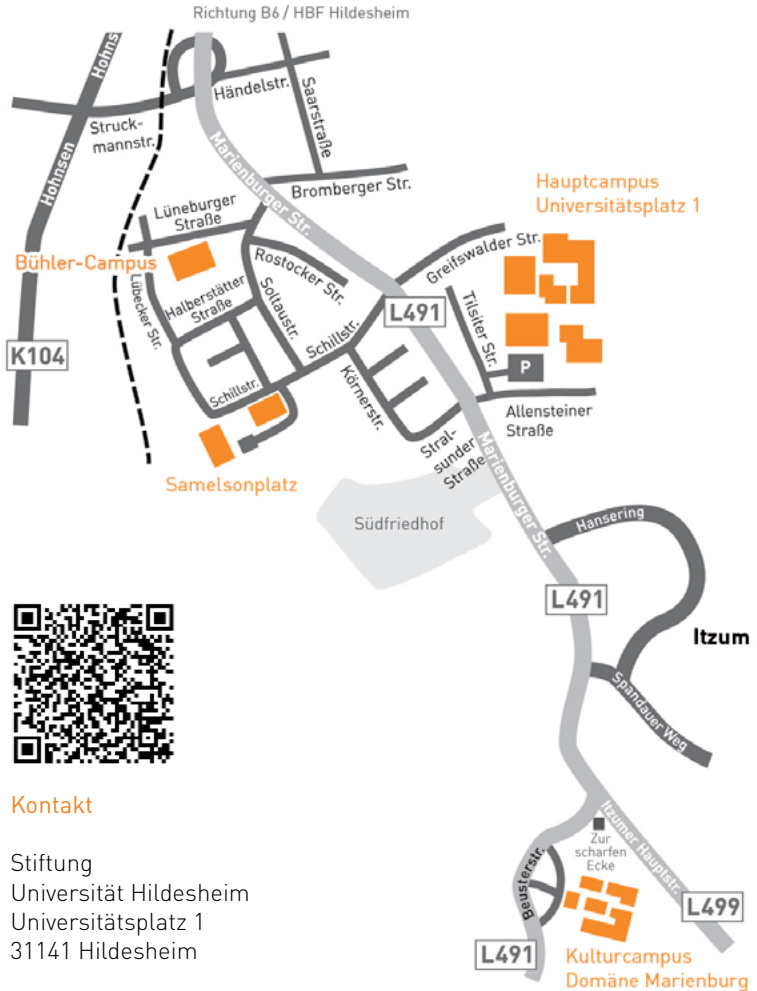 Richtung B6 / HBF Hildesheim
Hohns
Händelstr.
Saarstraße
Struck-
mannstr.
Hohnsen
Marienburger Str.
Bromberger Str.
Hauptcampus
Universitätsplatz 1
Lüneburger
Straße
Bühler-Campus
Rostocker Str.
Greifswalder Str.
Lübecker Str.
Halberstätter
Straße
Soltaustr.
L491
Tilsiter Str.
K104
Schillstr.
P
Schillstr.
Körnerstr.
Allensteiner
Straße
Stral-
sunder
Straße
Marienburger Str.
Samelsonplatz
Südfriedhof
Hansering
L491
Itzum
Spandauer Weg
Kontakt
Stiftung
Universität Hildesheim
Universitätsplatz 1
31141 Hildesheim
Itzumer Hauptstr.
Zur
scharfen
Ecke
Beusterstr.
L499
L491
Kulturcampus
Domäne Marienburg